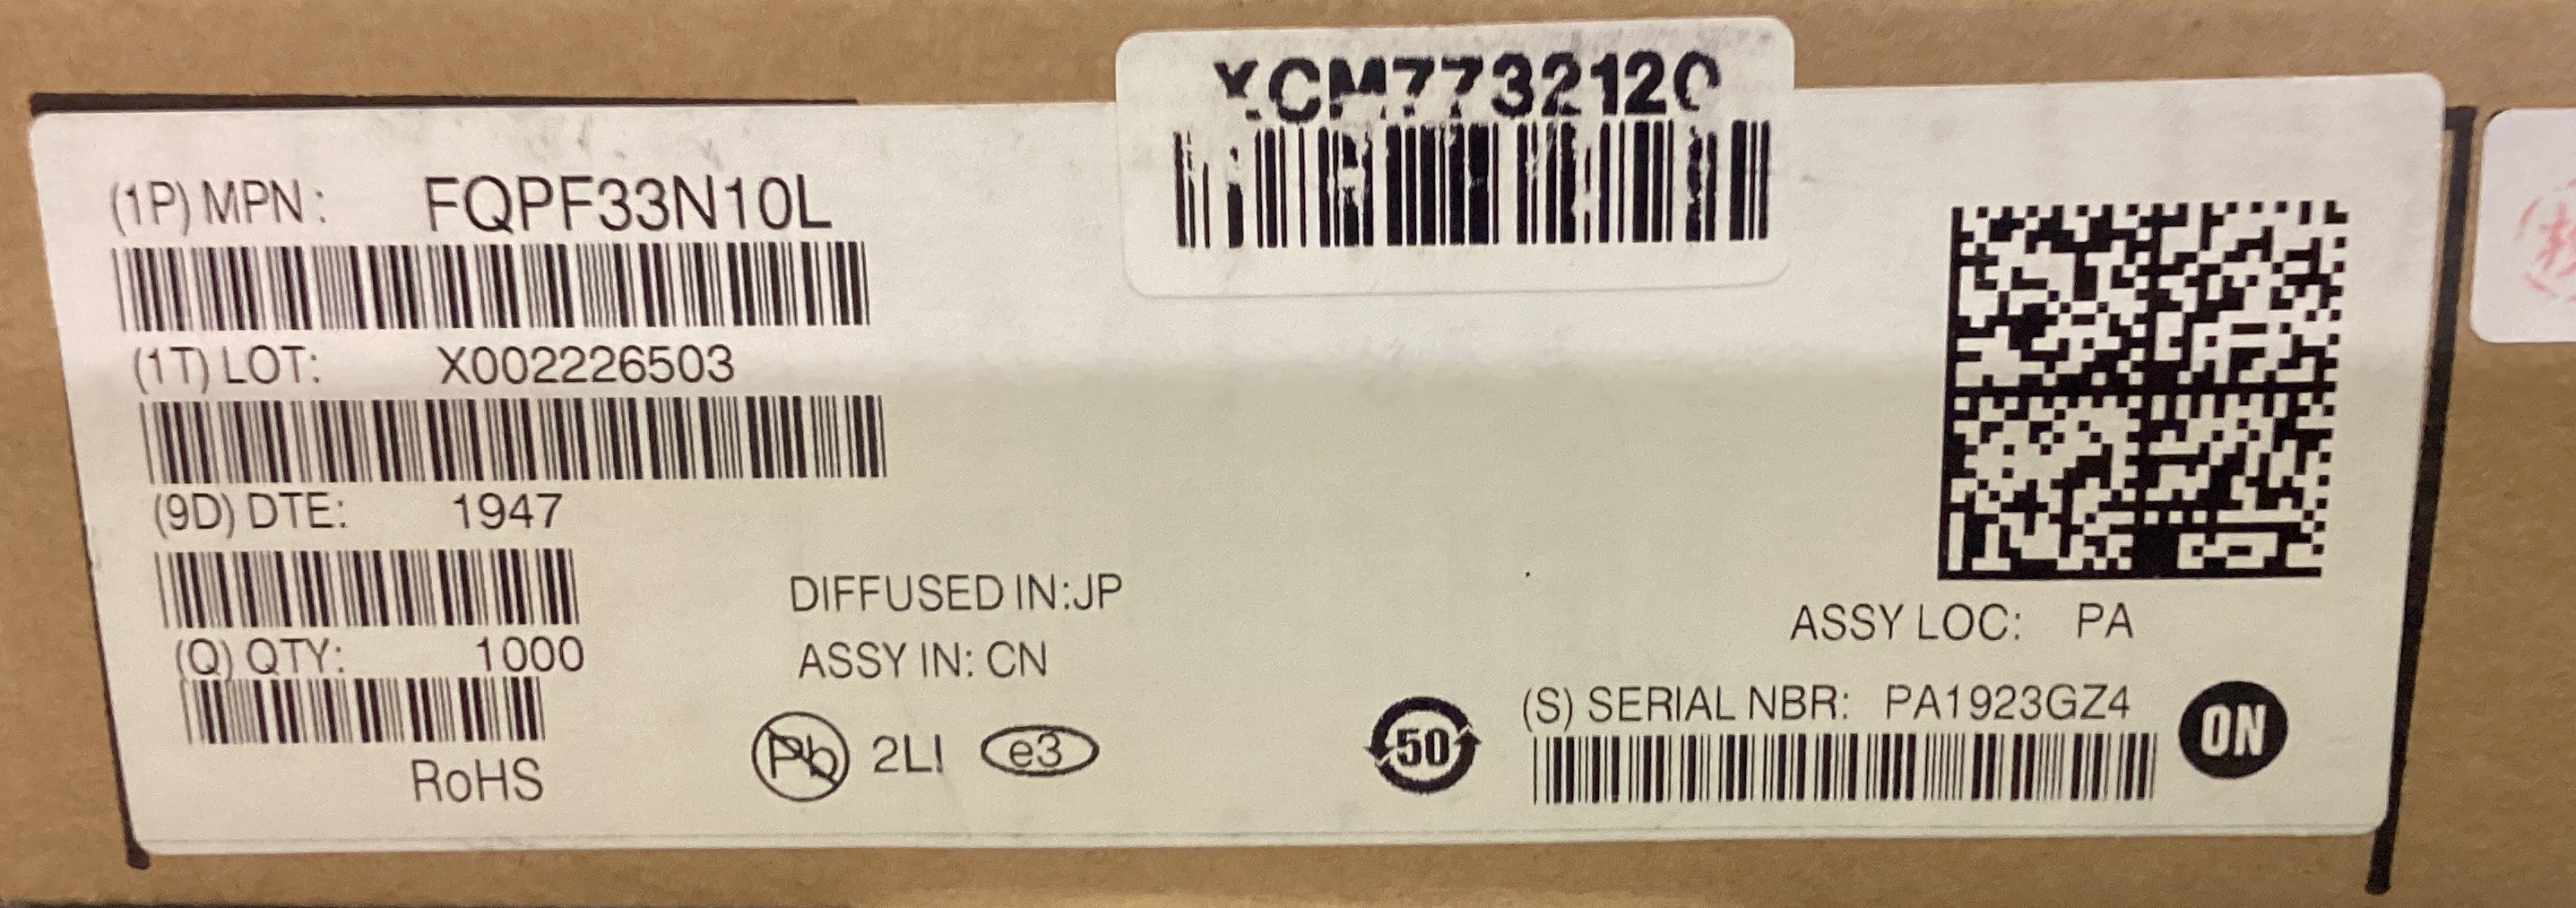 XCM7732120
(1P) MPN: FQPF33N10L
(1T) LOT: X002226503
(9D) DTE: 1947
(Q) QTY: 1000
RoHS
DIFFUSED IN:JP
ASSY IN: CN
Pb 2LI e3
50
ASSY LOC: PA
(S) SERIAL NBR: PA1923GZ4
ON